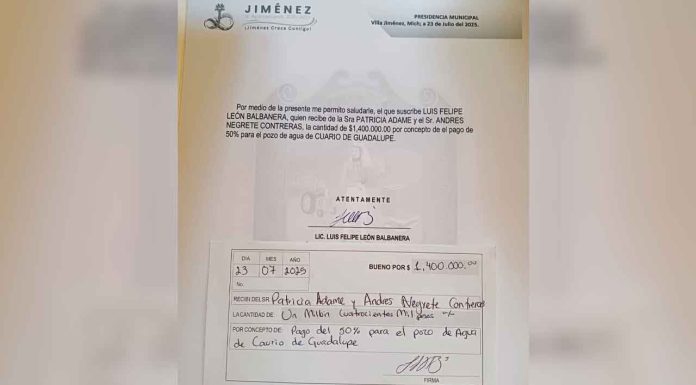 JIMÉNEZ
¡Jiménez Crece Contigo!
PRESIDENCIA MUNICIPAL
Villa Jiménez, Mich; a 23 de Julio del 2025.
Por medio de la presente me permito saludarle, el que suscribe LUIS FELIPE
LEÓN BALBANERA, quien recibe de la Sra PATRICIA ADAME y el Sr. ANDRES
NEGRETE CONTRERAS, la cantidad de $1,400.000.00 por concepto de el pago de
50% para el pozo de agua de CUARIO DE GUADALUPE.
ATENTAMENTE
LIC. LUIS FELIPE LEÓN BALBANERA
DIA MES AÑO
23 07 2025
BUENO POR $ 1,400.000.00
No.
RECIBI DEL SR. Patricia Adame y Andres Negrete Contreras
LA CANTIDAD DE: Un Millón Cuatrocientos Mil pesos
POR CONCEPTO DE: Pago del 50% para el pozo de Agua
de Caurio de Guadalupe
FIRMA